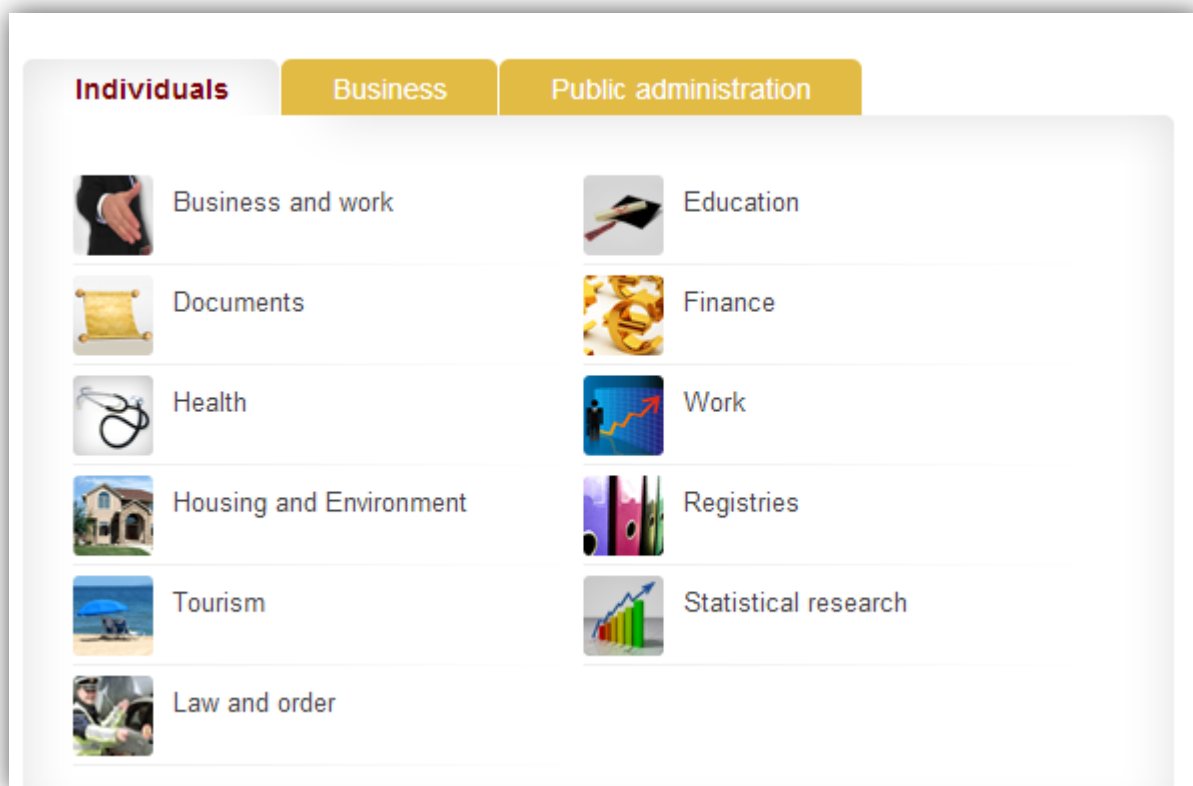 Individuals
Business
Public administration
Business and work
Education
Documents
Finance
Health
Work
Housing and Environment
Registries
Tourism
Statistical research
Law and order